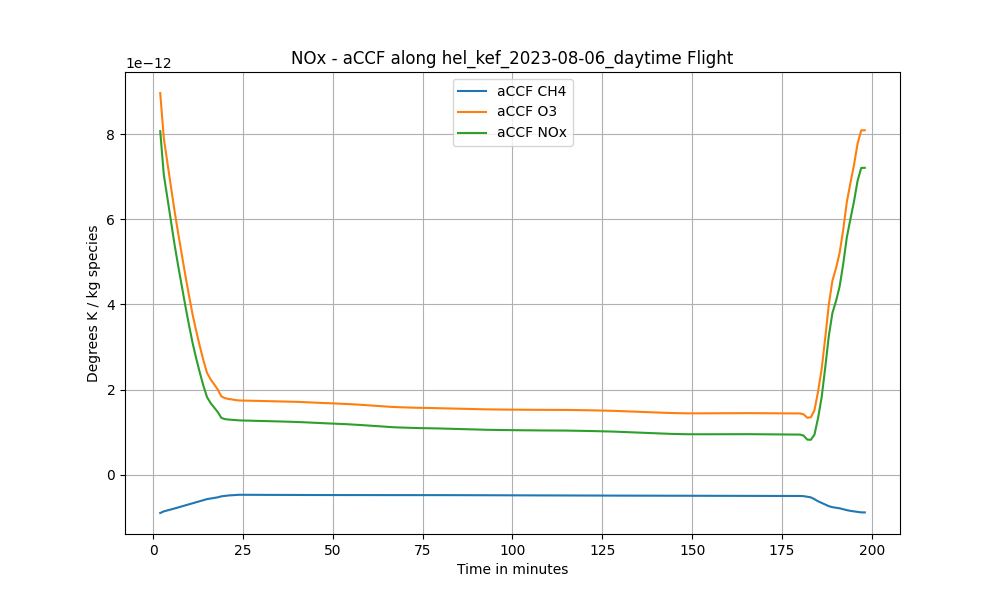 NOx - aCCF along hel_kef_2023-08-06_daytime Flight
1e−12
aCCF CH4
aCCF O3
aCCF NOx
8
6
4
2
0
Degrees K / kg species
0 25 50 75 100 125 150 175 200
Time in minutes